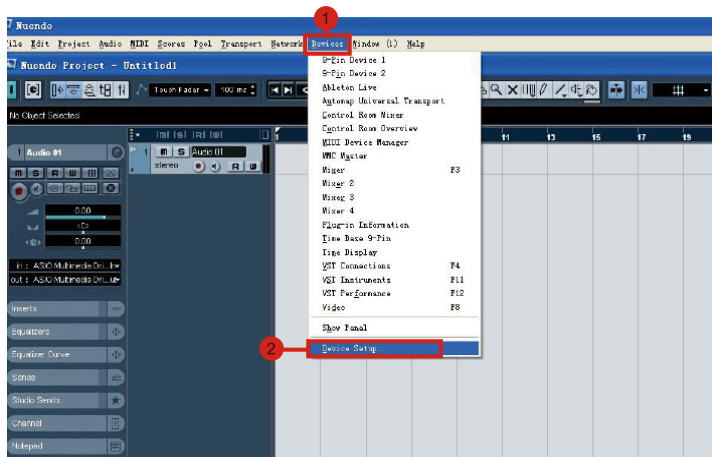 1
Nuendo
File Edit Project Audio MIDI Scores Pool Transport Network Devices Window (1) Help
Nuendo Project - Untitled1
Touch Fader 100 ms
No Object Selected
9-Pin Device 1
9-Pin Device 2
Ableton Live
Automap Universal Transport
Control Room Mixer
Control Room Overview
MIDI Device Manager
MMC Master
Mixer F3
Mixer 2
Mixer 3
Mixer 4
Plug-in Information
Time Base 9-Pin
Time Display
VST Connections F4
VST Instruments F11
VST Performance F12
Video F8
Show Panel
2
Device Setup...
11 13 15 17 19
1 Audio 01
M S R W
0.00
0.00
in : ASIO Multimedia Dri...
out : ASIO Multimedia Dri...
1 M S Audio 01
stereo R W
Inserts
Equalizers
Equalizer Curve
Sends
Studio Sends
Channel
Notepad